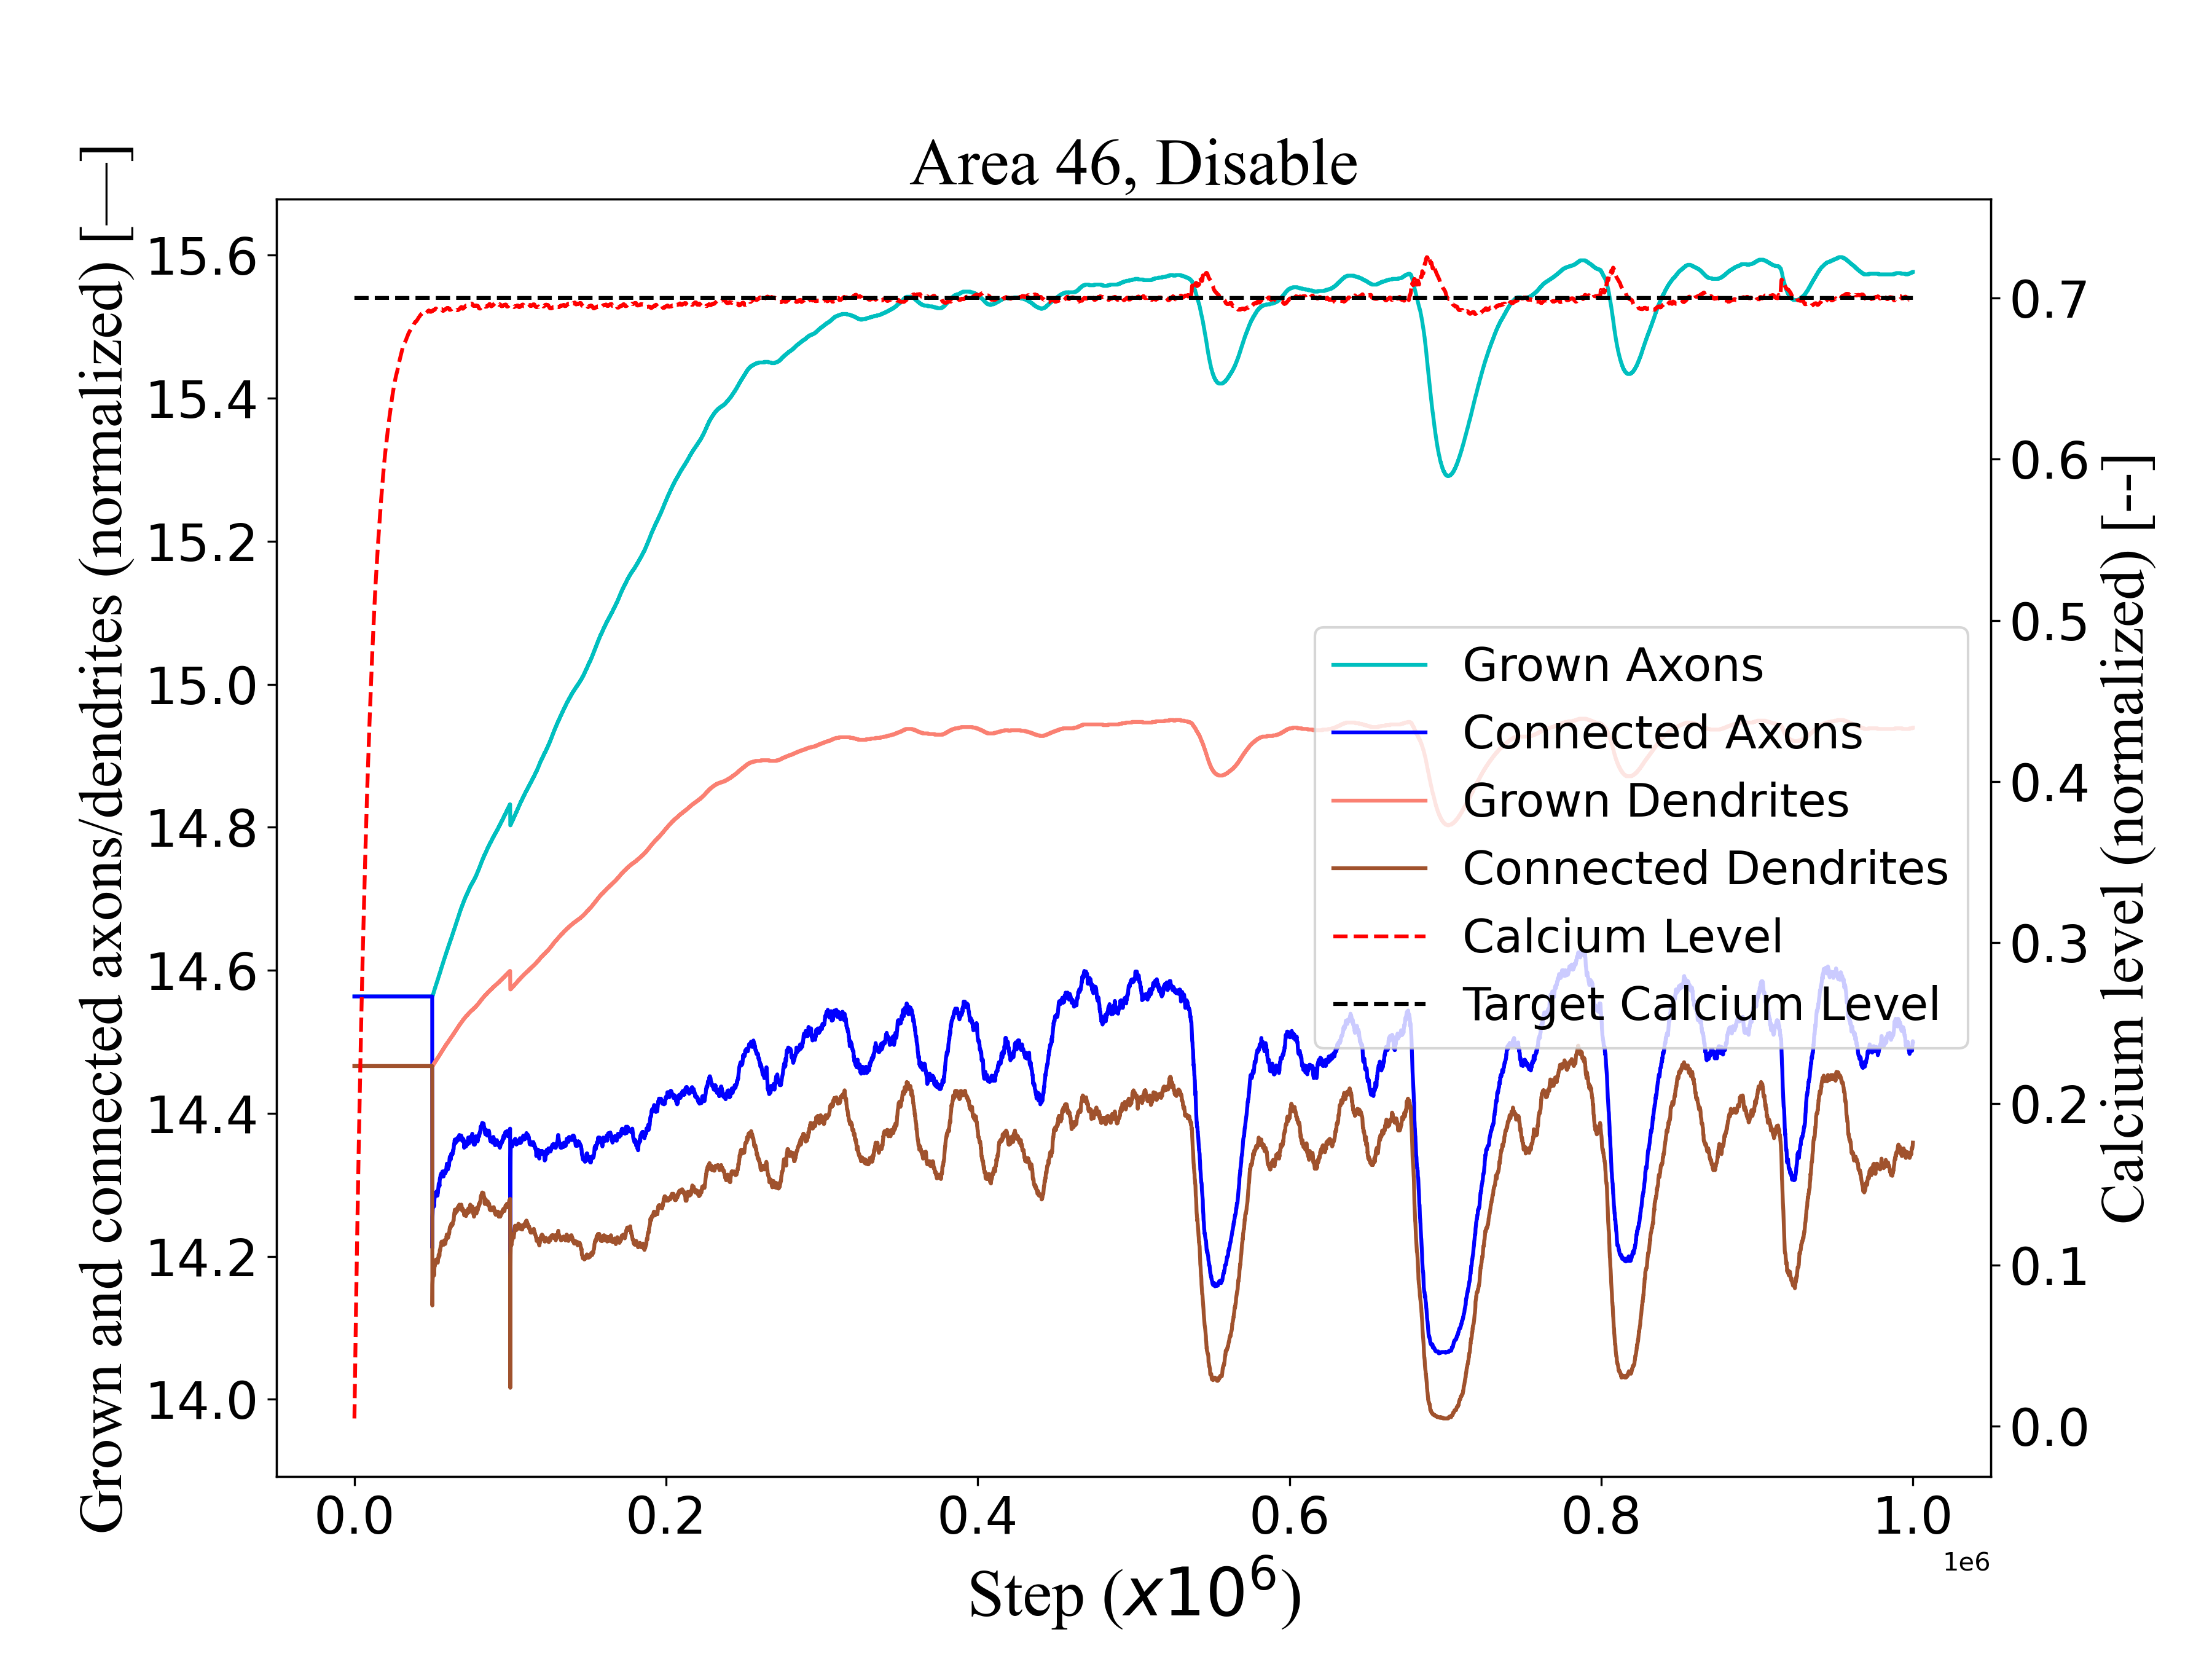 Area 46, Disable
Grown and connected axons/dendrites (normalized) [—]
15.6
15.4
15.2
15.0
14.8
14.6
14.4
14.2
14.0
Grown Axons
Connected Axons
Grown Dendrites
Connected Dendrites
Calcium Level
Target Calcium Level
0.7
0.6
0.5
0.4
0.3
0.2
0.1
0.0
Calcium level (normalized) [--]
0.0 0.2 0.4 0.6 0.8 1.0
1e6
Step (x10⁶)